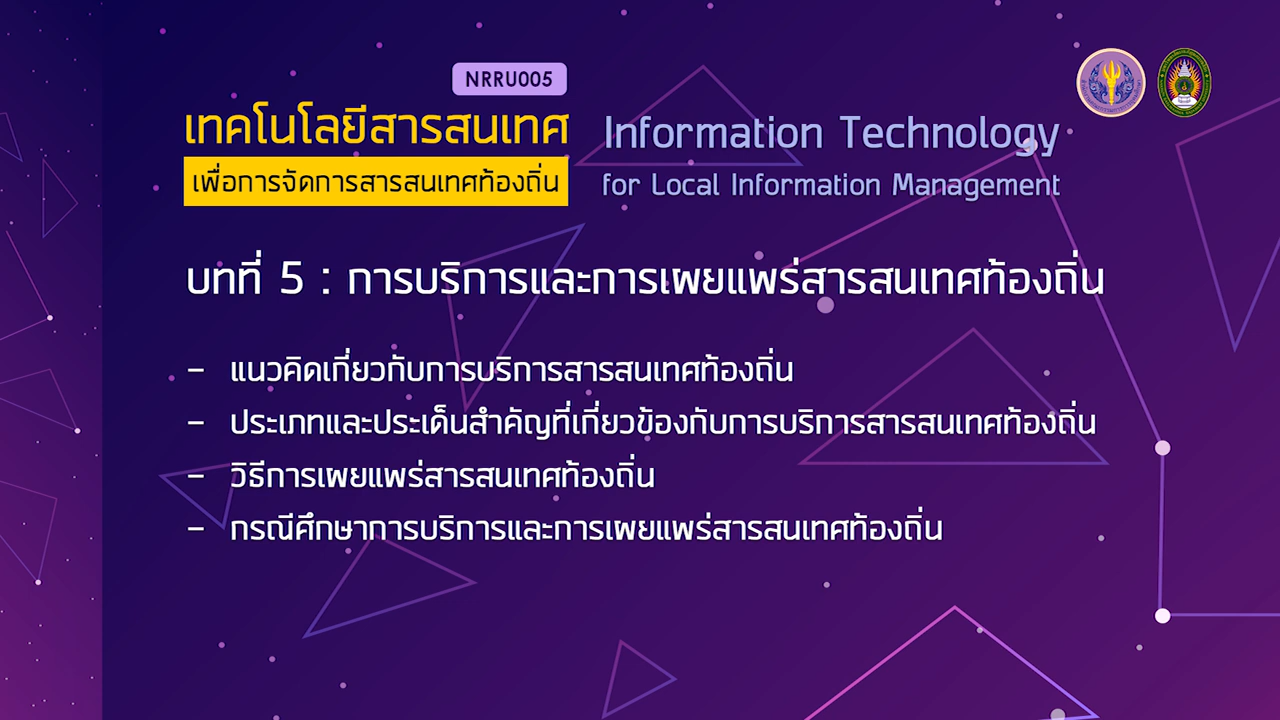 NRRU005
เทคโนโลยีสารสนเทศ
เพื่อการจัดการสารสนเทศท้องถิ่น
Information Technology
for Local Information Management
บทที่ 5 : การบริการและการเผยแพร่สารสนเทศท้องถิ่น
– แนวคิดเกี่ยวกับการบริการสารสนเทศท้องถิ่น
– ประเภทและประเด็นสำคัญที่เกี่ยวข้องกับการบริการสารสนเทศท้องถิ่น
– วิธีการเผยแพร่สารสนเทศท้องถิ่น
– กรณีศึกษาการบริการและการเผยแพร่สารสนเทศท้องถิ่น